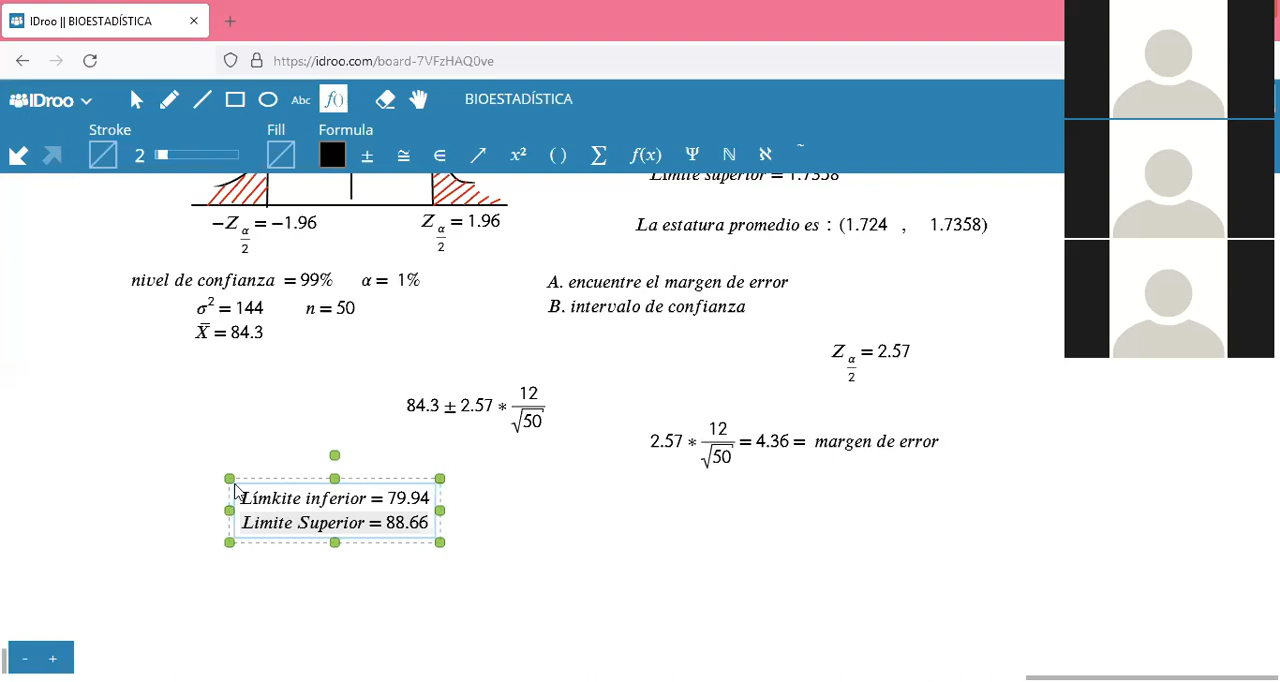 IDroo || BIOESTADÍSTICA
https://idroo.com/board-7VFzHAQ0ve
IDroo
Abc
f()
BIOESTADÍSTICA
Stroke
Fill
Formula
2
± ≅ ∈ x² ( ) ∑ f(x) Ψ ℕ ℵ ~
Limite superior = 1.7358
−Z α/2 = −1.96
Z α/2 = 1.96
La estatura promedio es : (1.724 , 1.7358)
nivel de confianza = 99% α = 1%
σ² = 144 n = 50
X̅ = 84.3
A. encuentre el margen de error
B. intervalo de confianza
Z α/2 = 2.57
84.3 ± 2.57 * 12/√50
2.57 * 12/√50 = 4.36 = margen de error
Límkite inferior = 79.94
Limite Superior = 88.66
- +